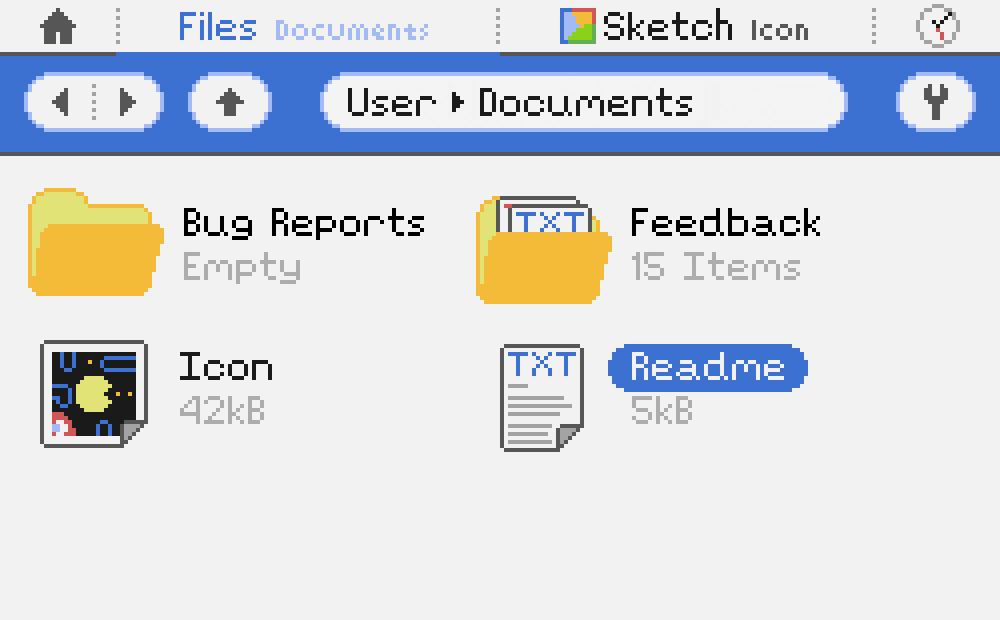 Files Documents Sketch Icon
User Documents
Bug Reports
Empty
TXT
Feedback
15 Items
Icon
42kB
TXT
Readme
5kB